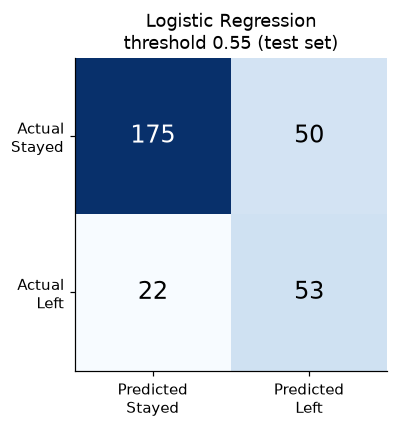 Logistic Regression
threshold 0.55 (test set)
Actual
Stayed
175
50
Actual
Left
22
53
Predicted
Stayed
Predicted
Left